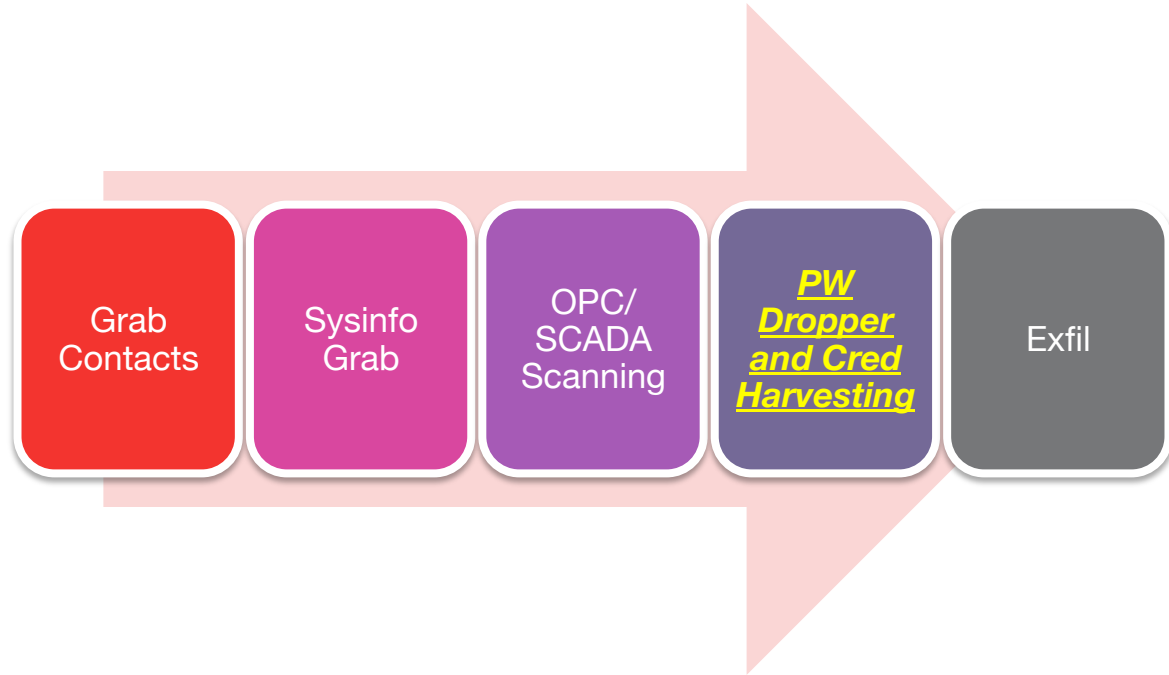 Grab
Contacts
Sysinfo
Grab
OPC/
SCADA
Scanning
PW
Dropper
and Cred
Harvesting
Exfil